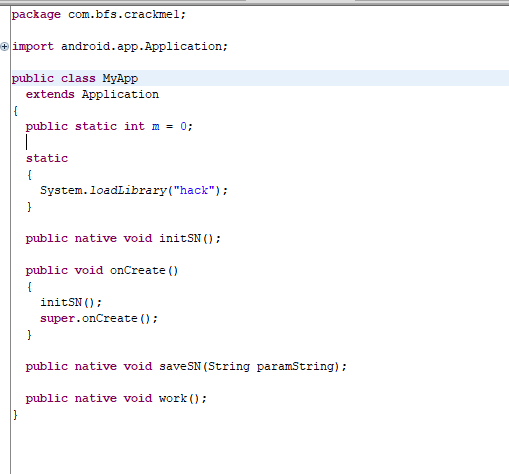 package com.bfs.crackmel;
import android.app.Application;
public class MyApp
extends Application
{
public static int m = 0;
static
{
System.loadLibrary("hack");
}
public native void initSN();
public void onCreate()
{
initSN();
super.onCreate();
}
public native void saveSN(String paramString);
public native void work();
}